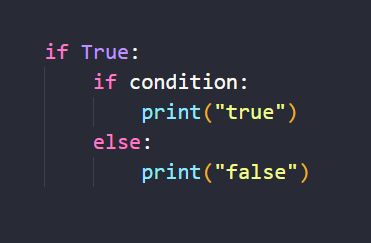 if True:
    if condition:
        print("true")
    else:
        print("false")